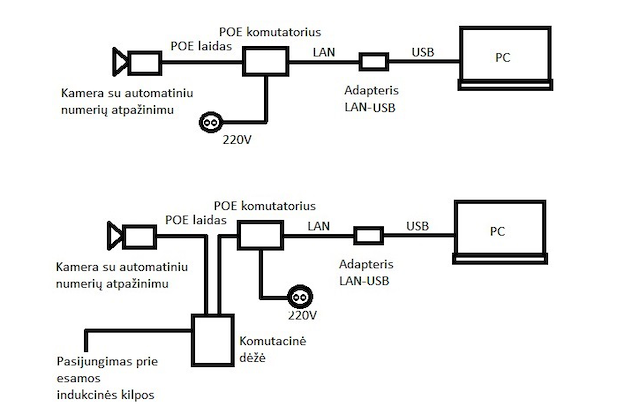 POE komutatorius
POE laidas
LAN
USB
PC
Kamera su automatiniu
numerių atpažinimu
Adapteris
LAN-USB
220V
POE komutatorius
POE laidas
LAN
USB
PC
Kamera su automatiniu
numerių atpažinimu
Adapteris
LAN-USB
220V
Komutacinė
dėžė
Pasijungimas prie
esamos
indukcinės kilpos